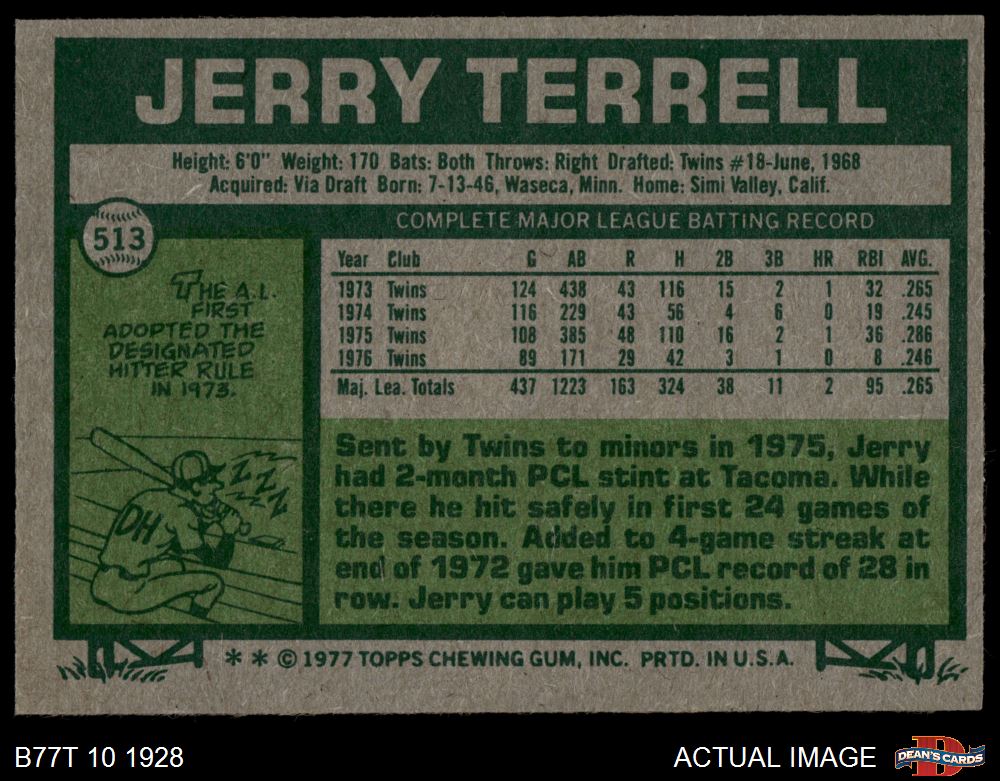 JERRY TERRELL
Height: 6'0" Weight: 170 Bats: Both Throws: Right Drafted: Twins #18-June, 1968
Acquired: Via Draft Born: 7-13-46, Waseca, Minn. Home: Simi Valley, Calif.
513
COMPLETE MAJOR LEAGUE BATTING RECORD
THE A.L.
FIRST
ADOPTED THE
DESIGNATED
HITTER RULE
IN 1973.
ZZZZ
DH
Year Club G AB R H 2B 3B HR RBI AVG.
1973 Twins 124 438 43 116 15 2 1 32 .265
1974 Twins 116 229 43 56 4 6 0 19 .245
1975 Twins 108 385 48 110 16 2 1 36 .286
1976 Twins 89 171 29 42 3 1 0 8 .246
Maj. Lea. Totals 437 1223 163 324 38 11 2 95 .265
Sent by Twins to minors in 1975, Jerry
had 2-month PCL stint at Tacoma. While
there he hit safely in first 24 games of
the season. Added to 4-game streak at
end of 1972 gave him PCL record of 28 in
row. Jerry can play 5 positions.
* * © 1977 TOPPS CHEWING GUM, INC. PRTD. IN U.S.A.
B77T 10 1928
ACTUAL IMAGE
D
DEAN'S CARDS